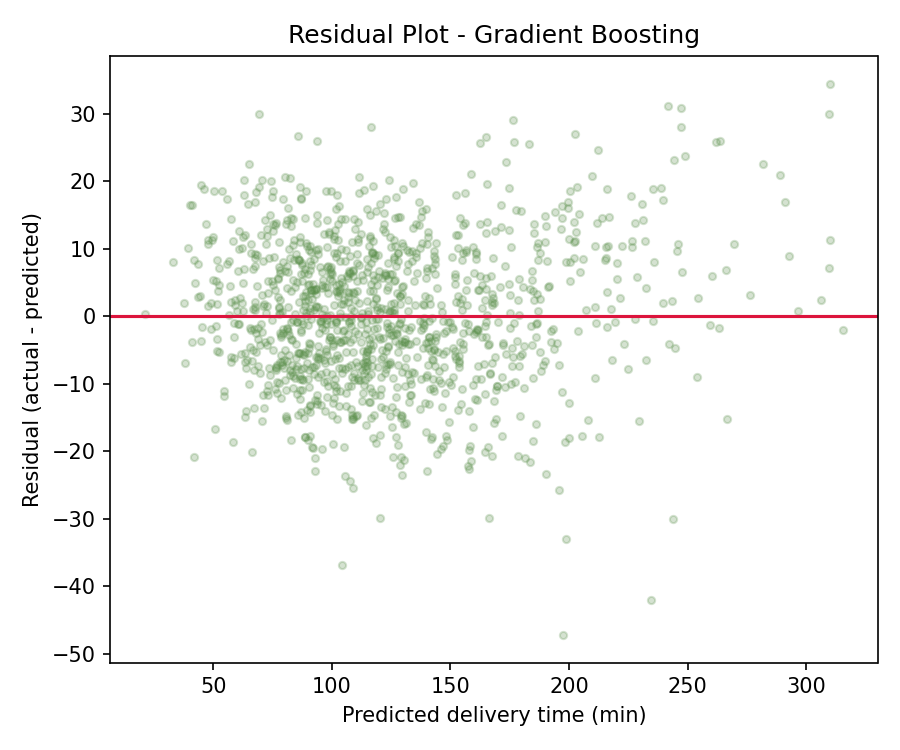 Residual Plot - Gradient Boosting
Residual (actual - predicted)
30
20
10
0
−10
−20
−30
−40
−50
50 100 150 200 250 300
Predicted delivery time (min)